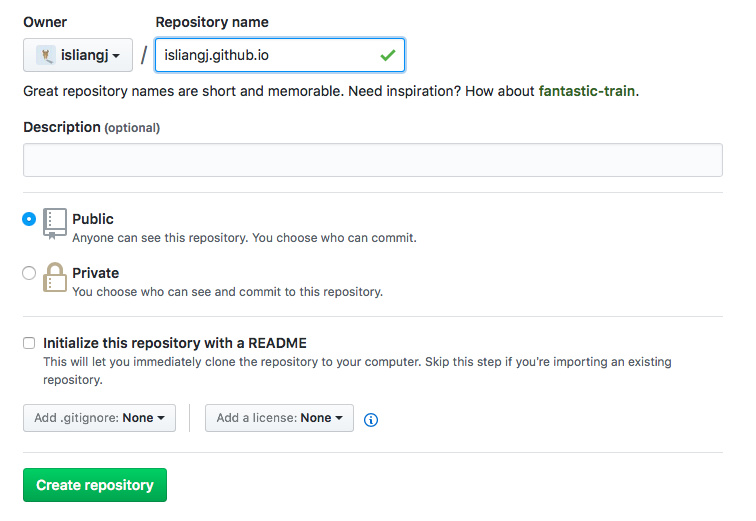 Owner Repository name
isliangj / isliangj.github.io
Great repository names are short and memorable. Need inspiration? How about fantastic-train.
Description (optional)
Public
Anyone can see this repository. You choose who can commit.
Private
You choose who can see and commit to this repository.
Initialize this repository with a README
This will let you immediately clone the repository to your computer. Skip this step if you're importing an existing
repository.
Add .gitignore: None Add a license: None
Create repository